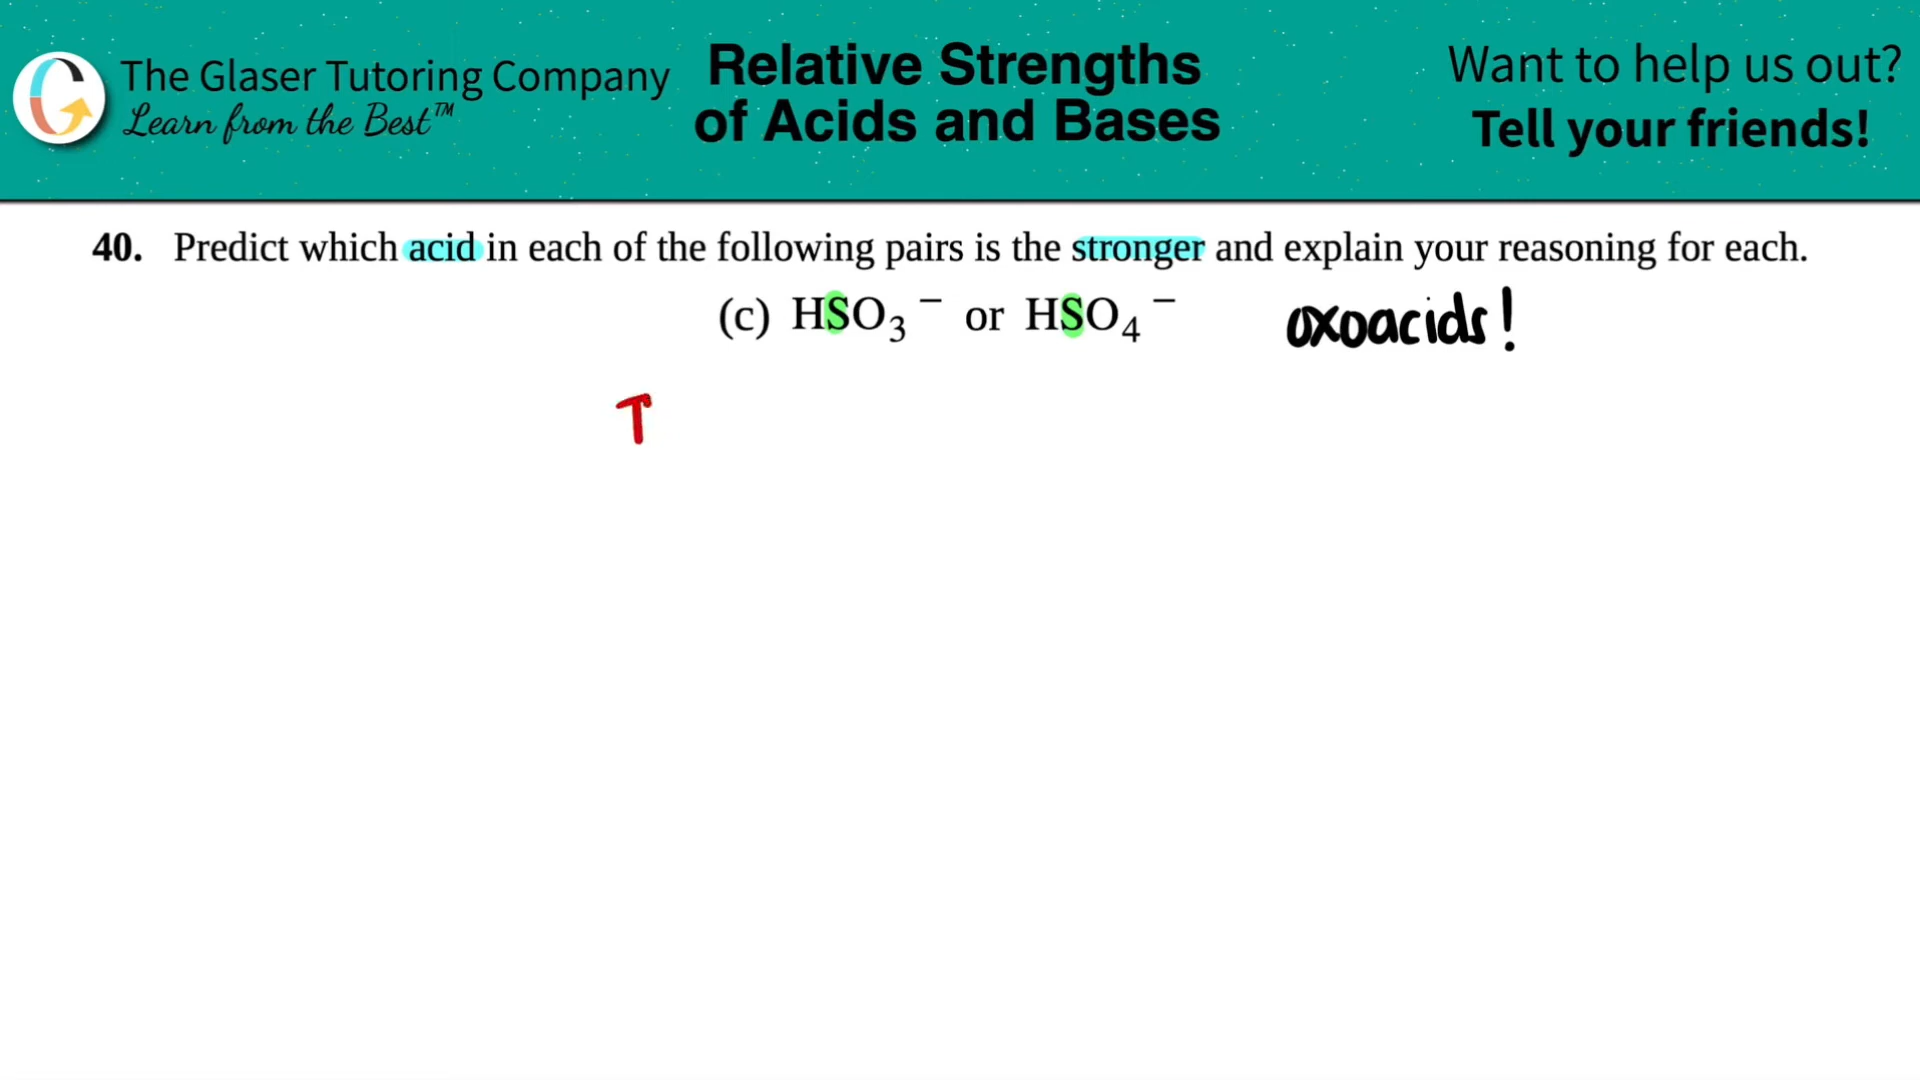 The Glaser Tutoring Company
Learn from the Best™
Relative Strengths
of Acids and Bases
Want to help us out?
Tell your friends!
40. Predict which acid in each of the following pairs is the stronger and explain your reasoning for each.
(c) HSO₃⁻ or HSO₄⁻ oxoacids!
T